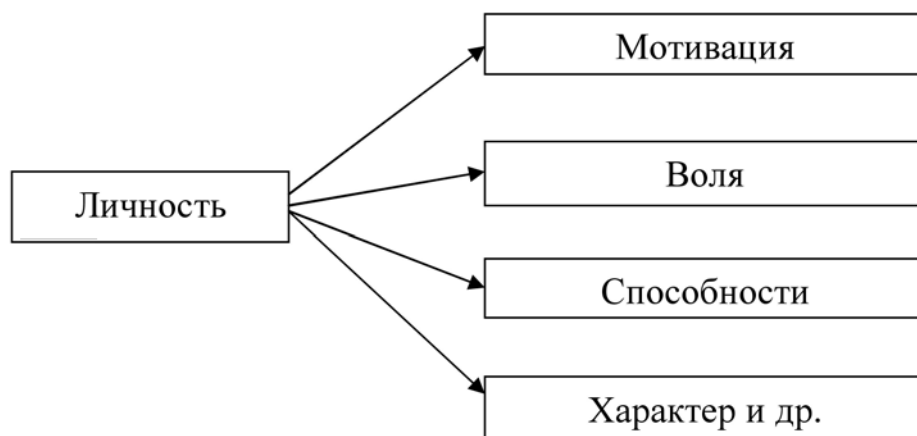 Мотивация
Личность
Воля
Способности
Характер и др.